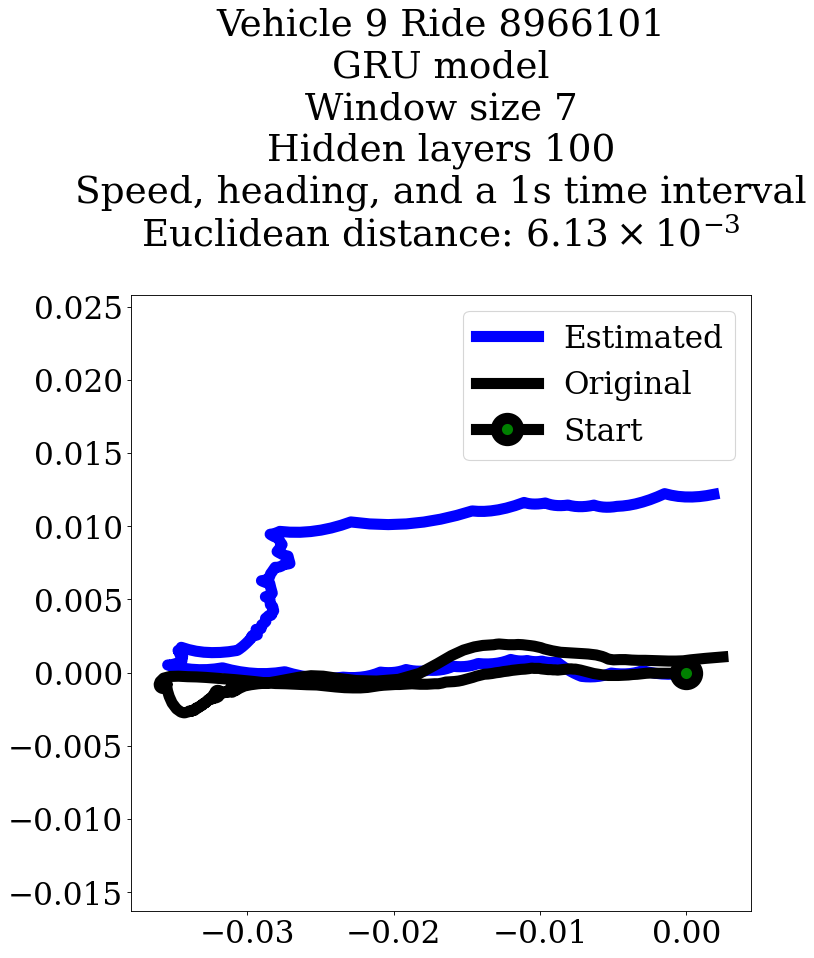 Vehicle 9 Ride 8966101
GRU model
Window size 7
Hidden layers 100
Speed, heading, and a 1s time interval
Euclidean distance: 6.13 × 10⁻³
0.025
0.020
0.015
0.010
0.005
0.000
−0.005
−0.010
−0.015
Estimated
Original
Start
−0.03
−0.02
−0.01
0.00